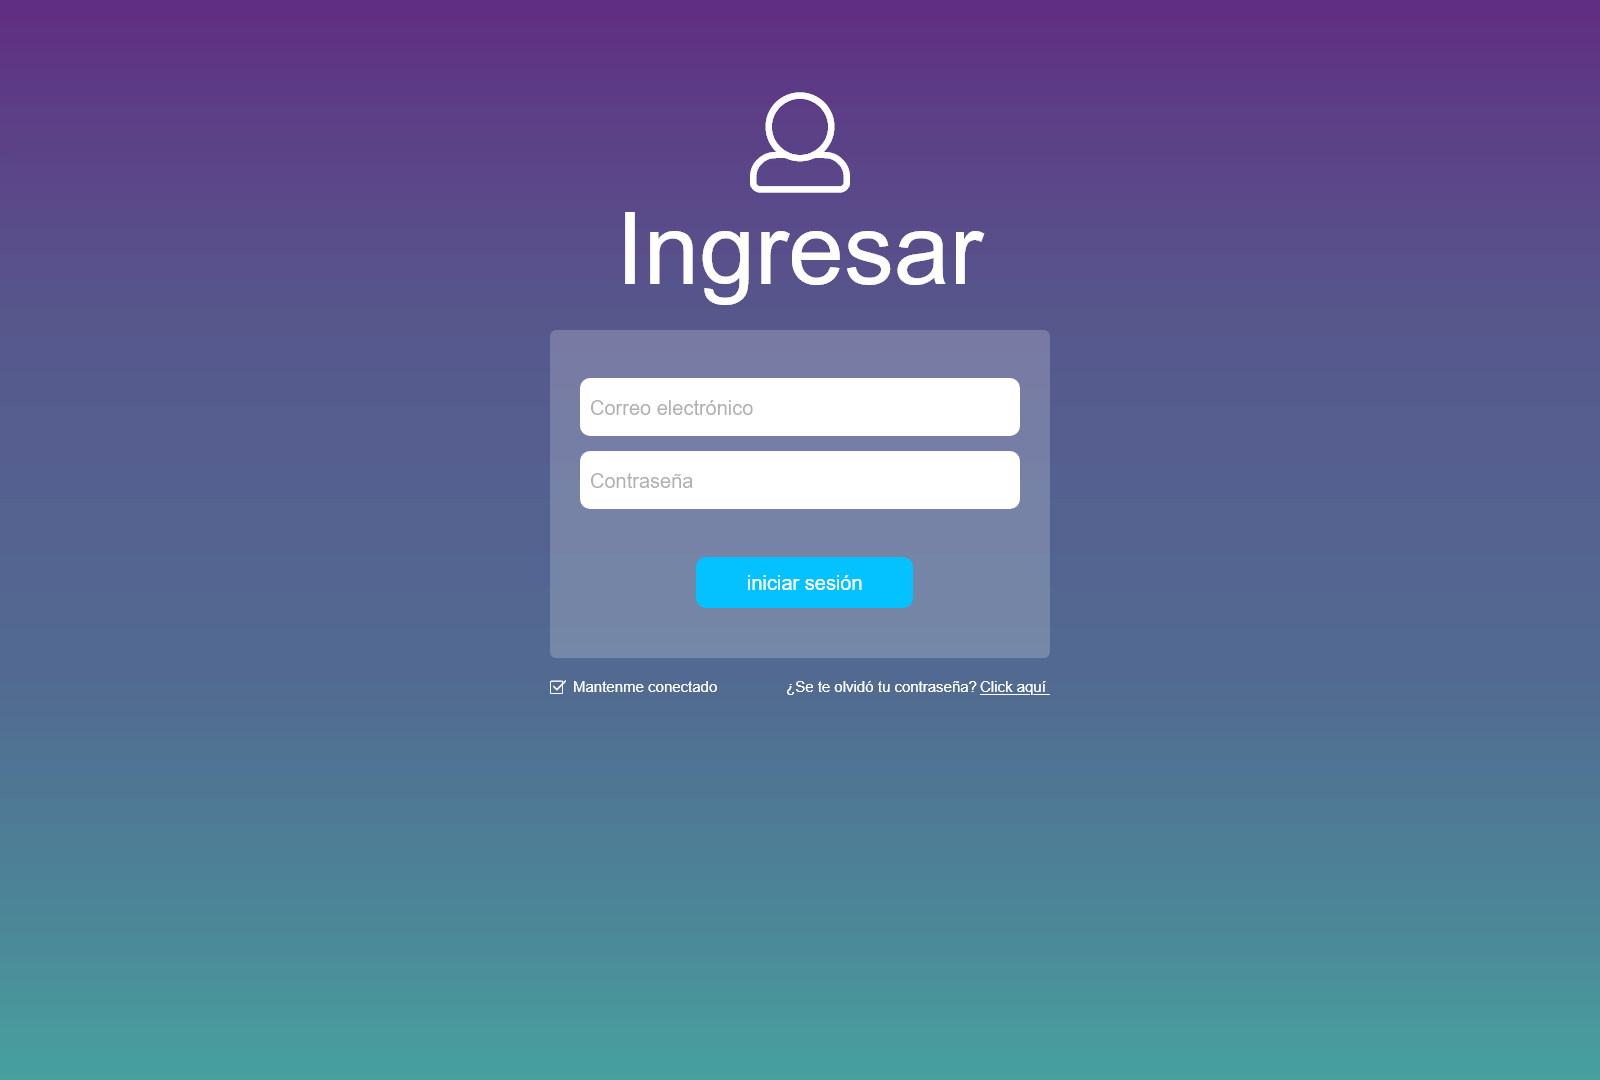 Ingresar
Correo electrónico
Contraseña
iniciar sesión
Mantenme conectado
¿Se te olvidó tu contraseña? Click aquí